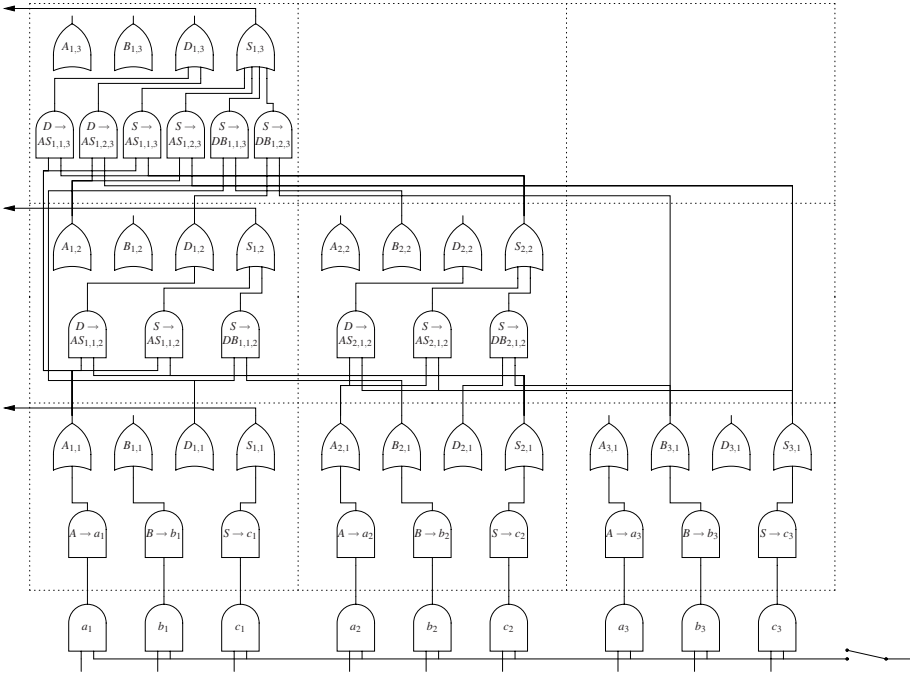 A1,3 B1,3 D1,3 S1,3
D → AS1,1,3 D → AS1,2,3 S → AS1,1,3 S → AS1,2,3 S → DB1,1,3 S → DB1,2,3
A1,2 B1,2 D1,2 S1,2 A2,2 B2,2 D2,2 S2,2
D → AS1,1,2 S → AS1,1,2 S → DB1,1,2 D → AS2,1,2 S → AS2,1,2 S → DB2,1,2
A1,1 B1,1 D1,1 S1,1 A2,1 B2,1 D2,1 S2,1 A3,1 B3,1 D3,1 S3,1
A → a1 B → b1 S → c1 A → a2 B → b2 S → c2 A → a3 B → b3 S → c3
a1 b1 c1 a2 b2 c2 a3 b3 c3